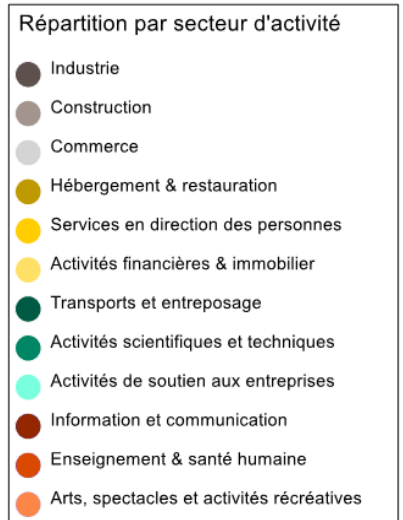 Répartition par secteur d'activité
Industrie
Construction
Commerce
Hébergement & restauration
Services en direction des personnes
Activités financières & immobilier
Transports et entreposage
Activités scientifiques et techniques
Activités de soutien aux entreprises
Information et communication
Enseignement & santé humaine
Arts, spectacles et activités récréatives